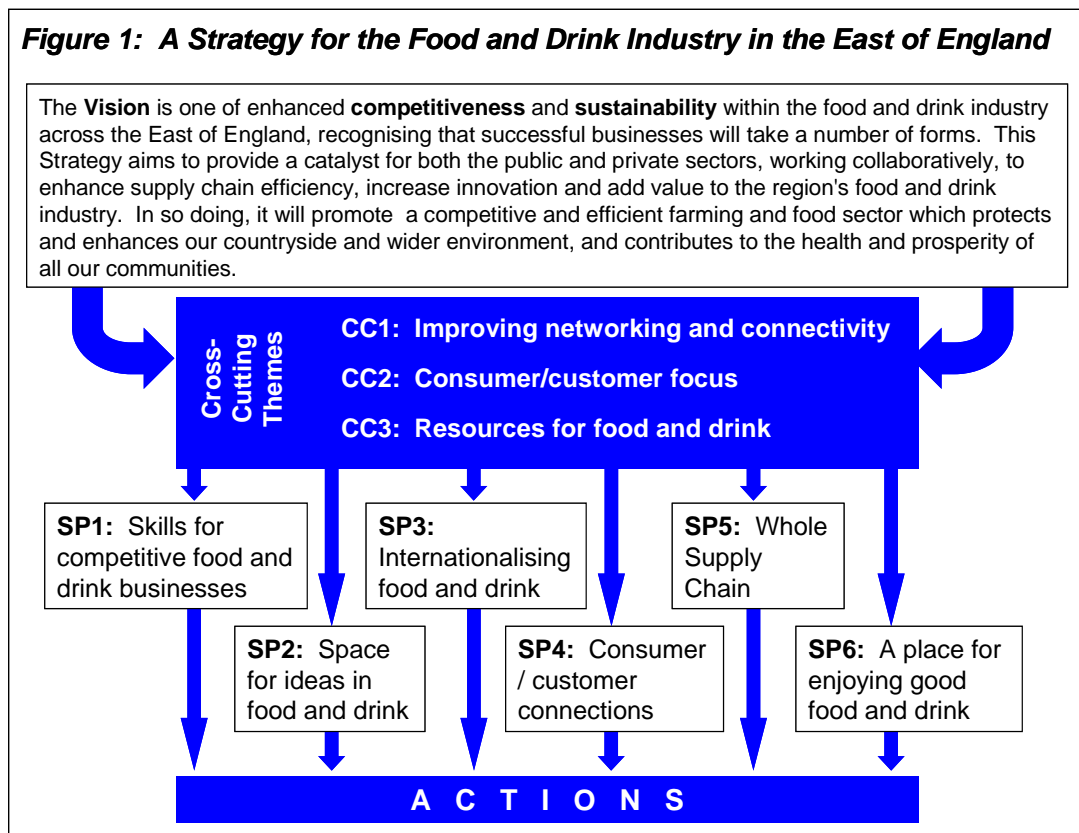 Figure 1:  A Strategy for the Food and Drink Industry in the East of England
The Vision is one of enhanced competitiveness and sustainability within the food and drink industry
across the East of England, recognising that successful businesses will take a number of forms.  This
Strategy aims to provide a catalyst for both the public and private sectors, working collaboratively, to
enhance supply chain efficiency, increase innovation and add value to the region's food and drink
industry.  In so doing, it will promote  a competitive and efficient farming and food sector which protects
and enhances our countryside and wider environment, and contributes to the health and prosperity of
all our communities.
Cross-
Cutting
Themes
CC1:  Improving networking and connectivity
CC2:  Consumer/customer focus
CC3:  Resources for food and drink
SP1:  Skills for
competitive food and
drink businesses
SP2:  Space
for ideas in
food and drink
SP3:
Internationalising
food and drink
SP4:  Consumer
/ customer
connections
SP5:  Whole
Supply
Chain
SP6:  A place for
enjoying good
food and drink
A C T I O N S